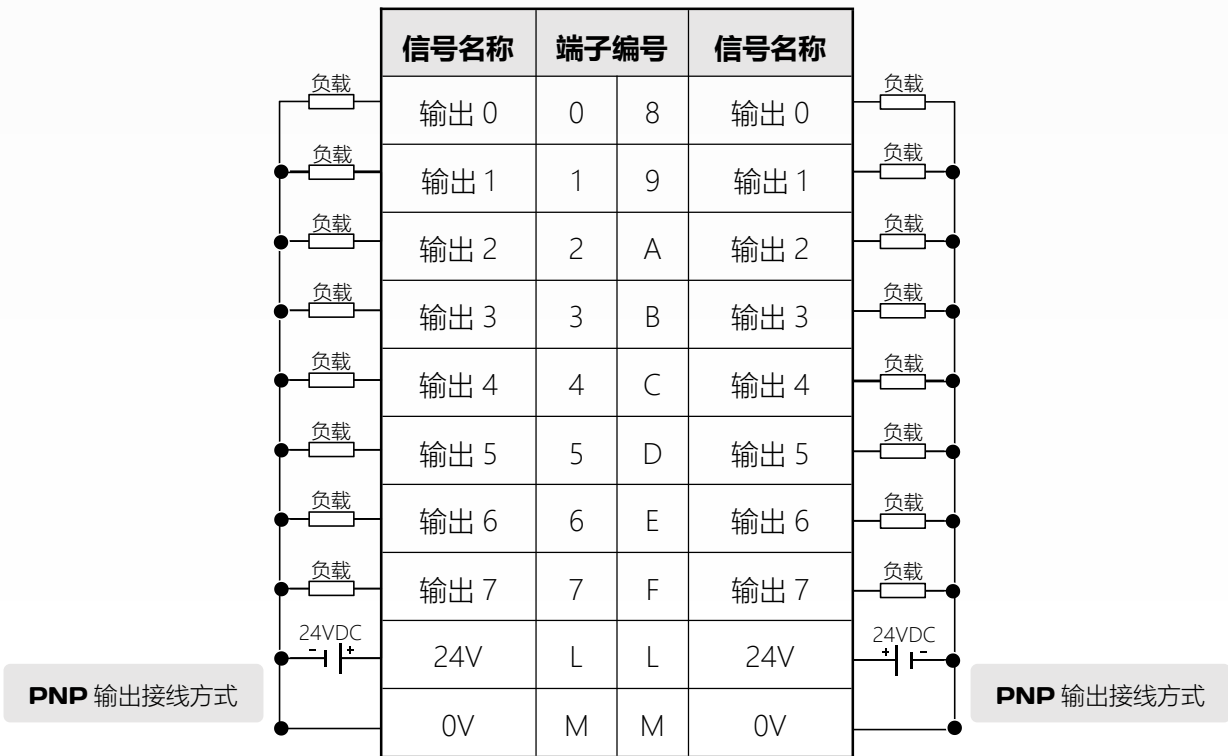 信号名称 端子编号 信号名称
负载 输出 0 0 8 输出 0 负载
负载 输出 1 1 9 输出 1 负载
负载 输出 2 2 A 输出 2 负载
负载 输出 3 3 B 输出 3 负载
负载 输出 4 4 C 输出 4 负载
负载 输出 5 5 D 输出 5 负载
负载 输出 6 6 E 输出 6 负载
负载 输出 7 7 F 输出 7 负载
24VDC 24VDC
- + 24V L L 24V + -
PNP 输出接线方式 PNP 输出接线方式
0V M M 0V